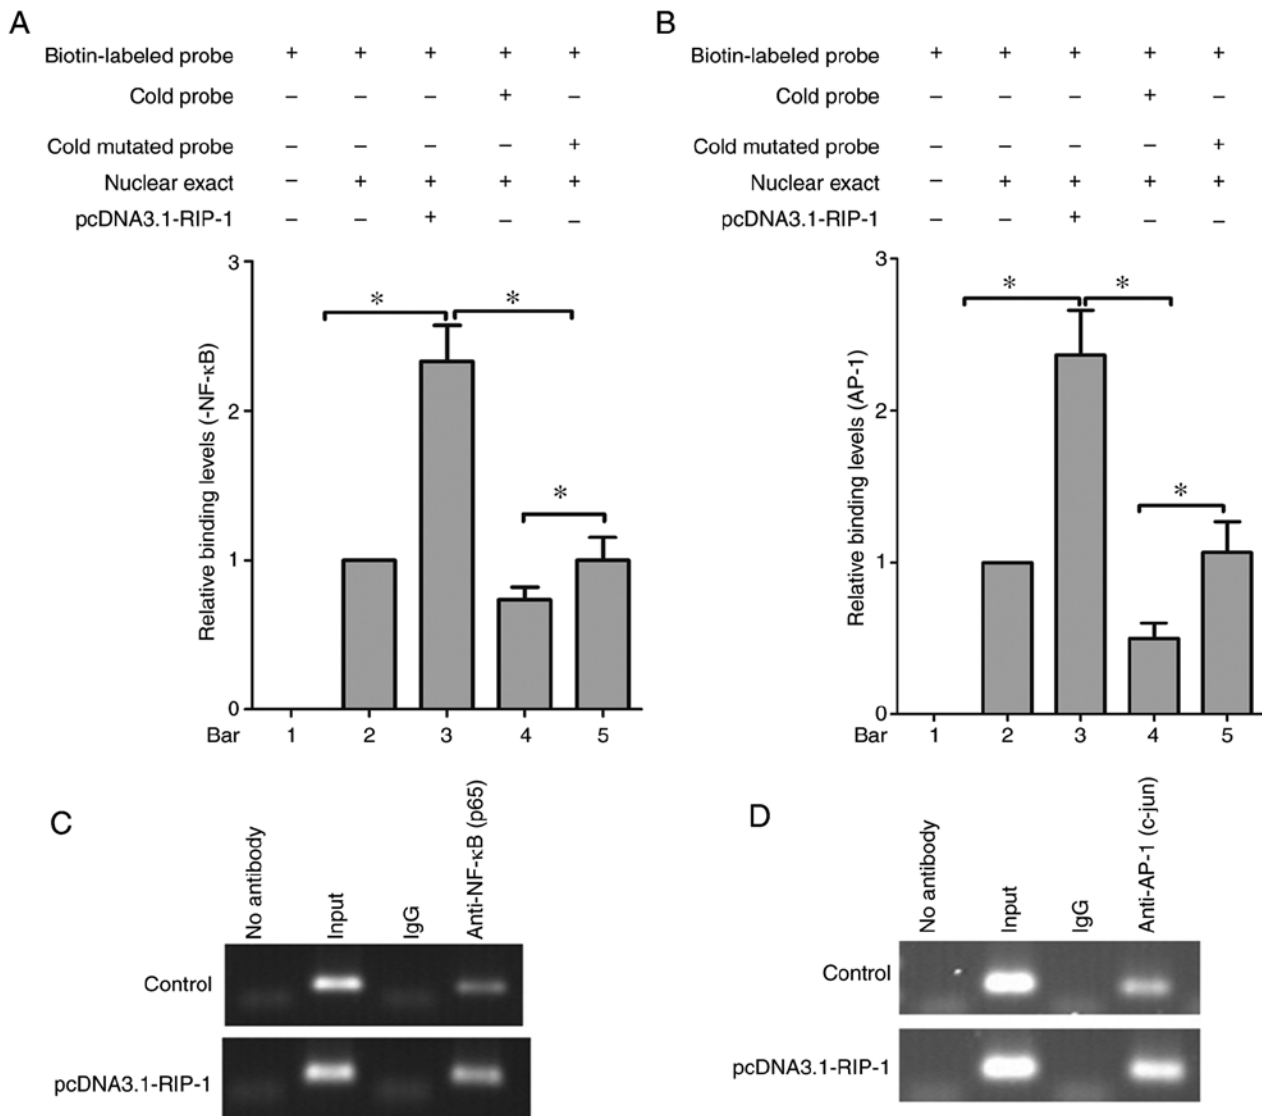 A
Biotin-labeled probe + + + + +
Cold probe – – – + –
Cold mutated probe – – – – +
Nuclear exact – + + + +
pcDNA3.1-RIP-1 – – + – –
Relative binding levels (-NF-κB)
3
2
1
0
* * *
Bar 1 2 3 4 5
B
Biotin-labeled probe + + + + +
Cold probe – – – + –
Cold mutated probe – – – – +
Nuclear exact – + + + +
pcDNA3.1-RIP-1 – – + – –
Relative binding levels (AP-1)
3
2
1
0
* * *
Bar 1 2 3 4 5
C
No antibody
Input
IgG
Anti-NF-κB (p65)
Control
pcDNA3.1-RIP-1
D
No antibody
Input
IgG
Anti-AP-1 (c-jun)
Control
pcDNA3.1-RIP-1